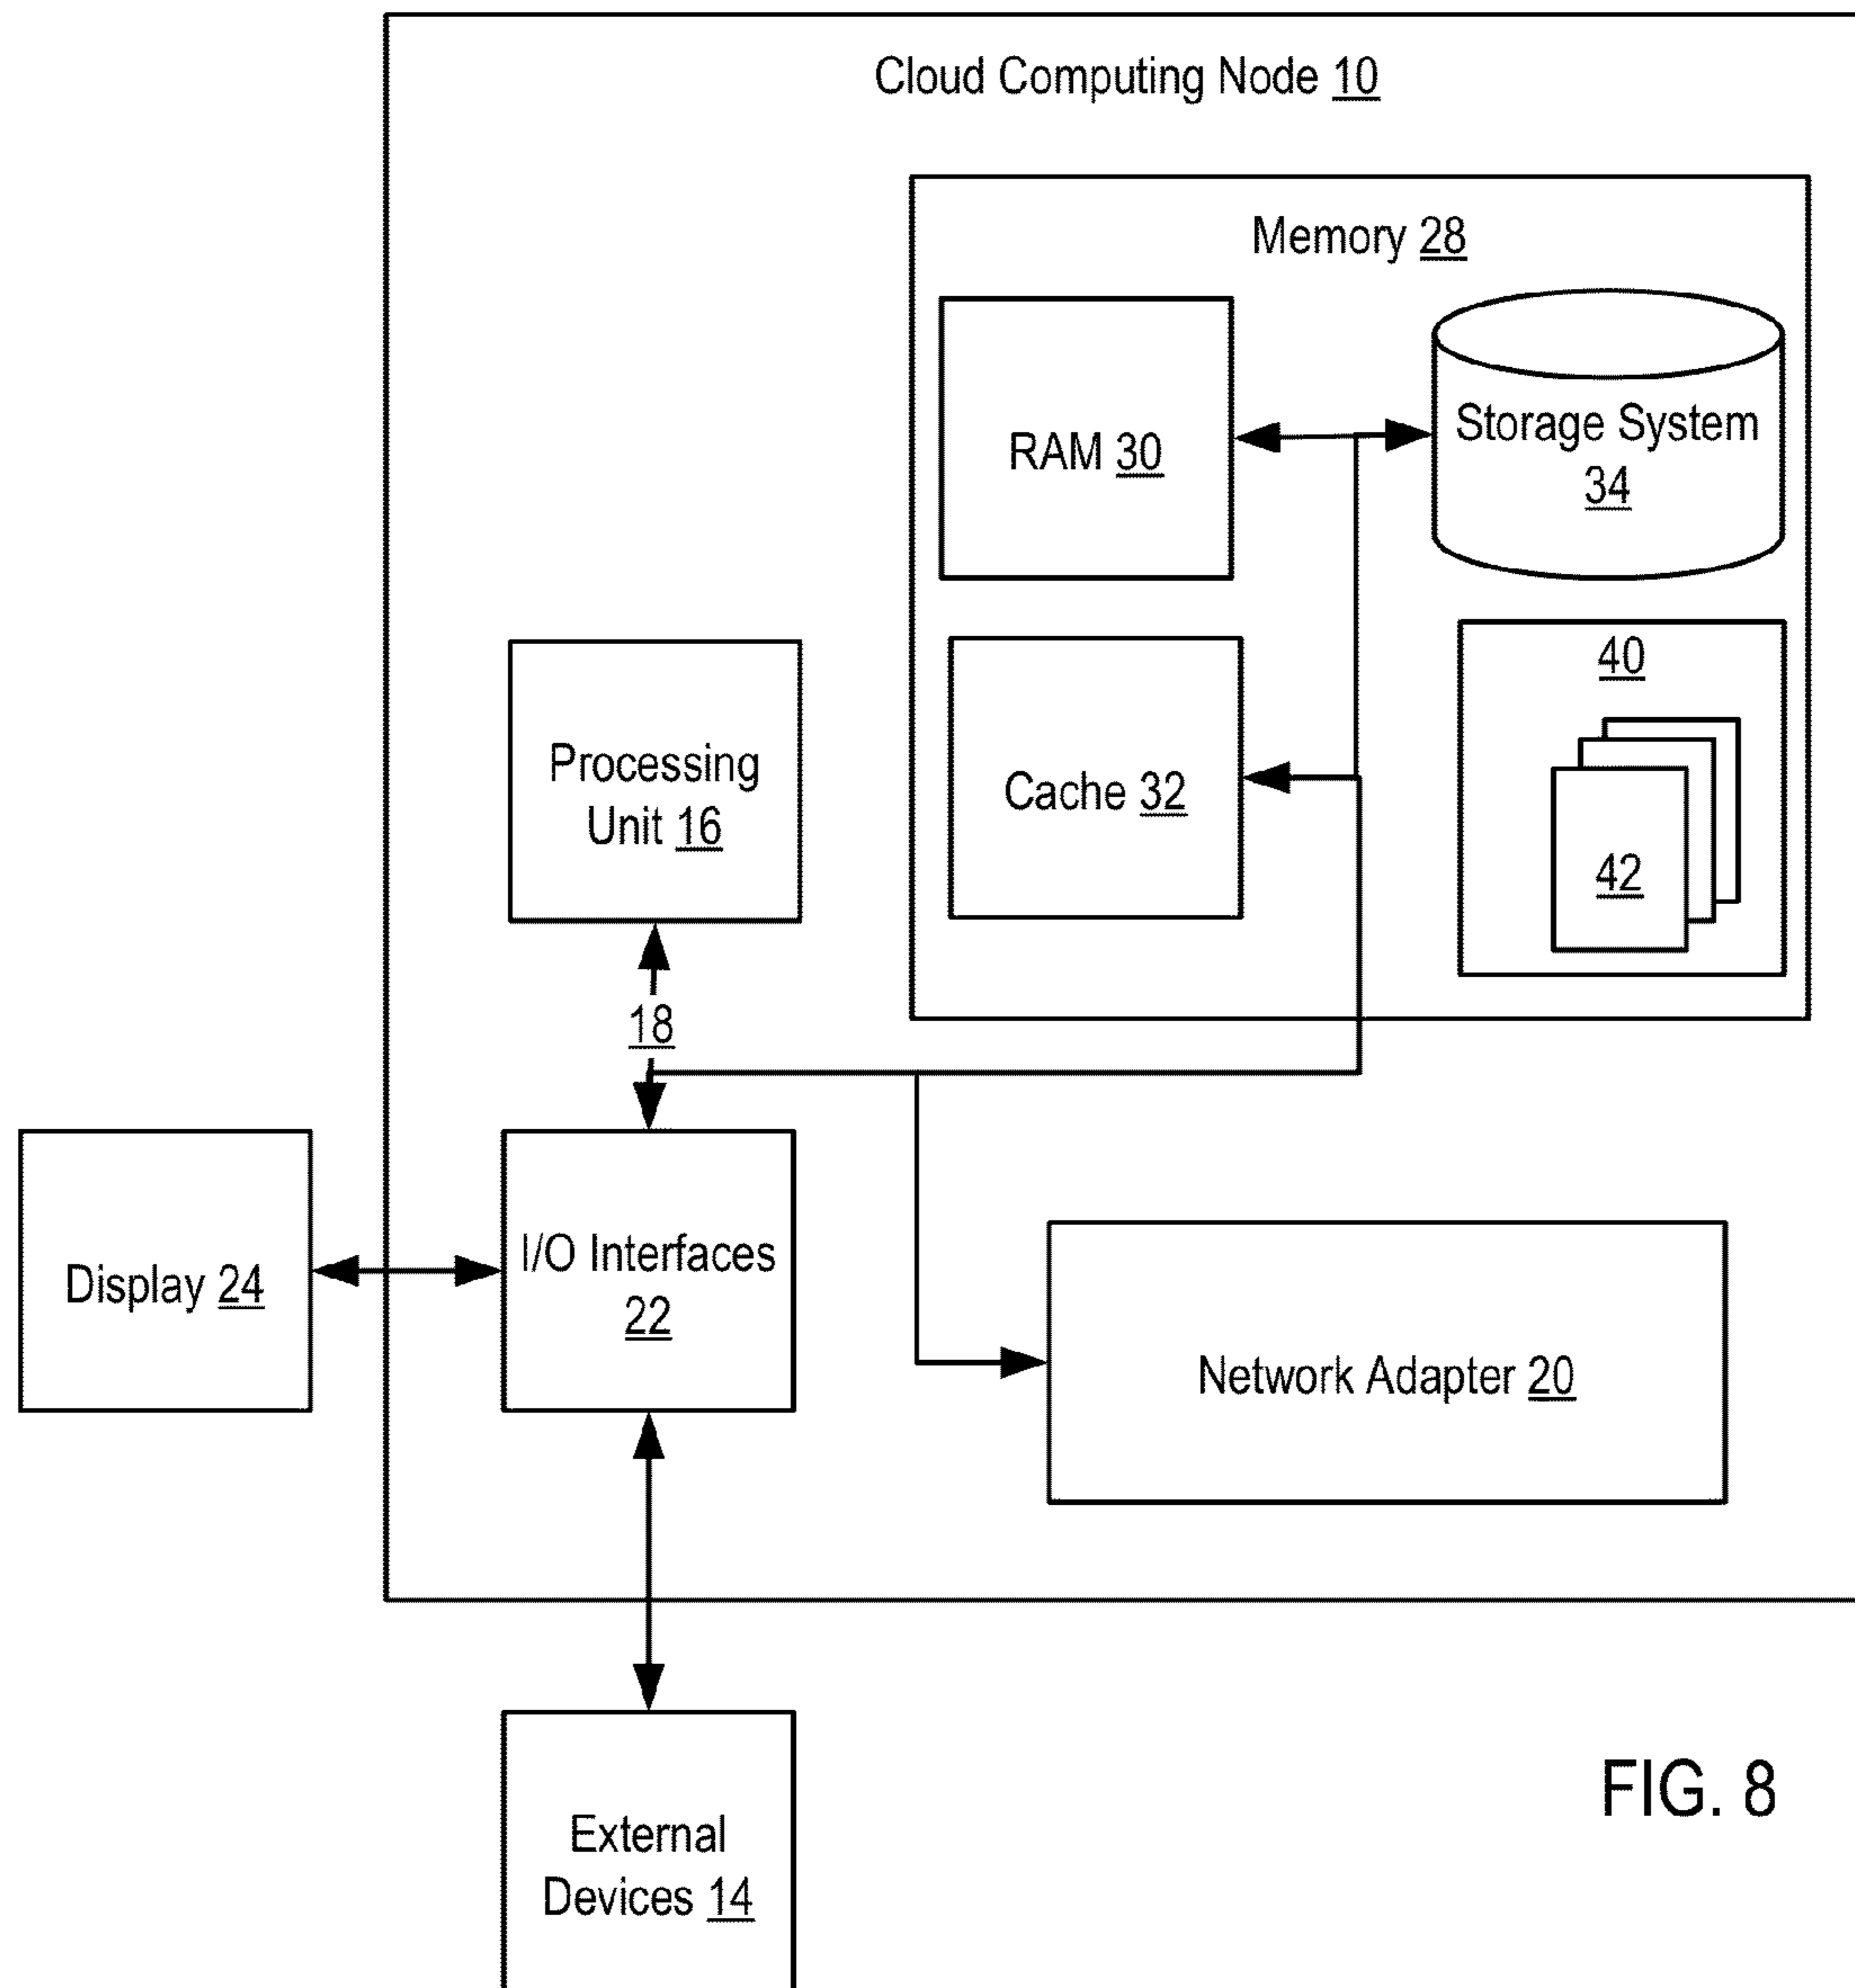 Cloud Computing Node 10
Memory 28
RAM 30
Storage System
34
Cache 32
40
42
Processing
Unit 16
18
Display 24
I/O Interfaces
22
Network Adapter 20
External
Devices 14
FIG. 8